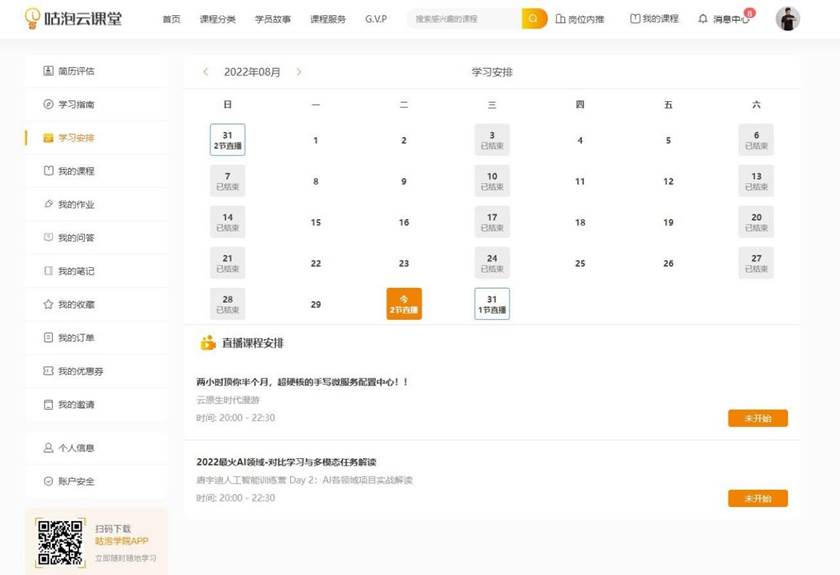 咕泡云课堂
首页 课程分类 学员故事 课程服务 G.V.P 搜索感兴趣的课程 岗位内推 我的课程 消息中心 8
简历评估
学习指南
学习安排
我的课程
我的作业
我的问答
我的笔记
我的收藏
我的订单
我的优惠券
我的邀请
个人信息
账户安全
扫码下载
咕泡学院APP
立即随时随地学习
2022年08月 学习安排
日 一 二 三 四 五 六
31 1 2 3 4 5 6
2节直播 已结束 已结束
7 8 9 10 11 12 13
已结束 已结束 已结束
14 15 16 17 18 19 20
已结束 已结束 已结束
21 22 23 24 25 26 27
已结束 已结束 已结束
28 29 今 31
已结束 2节直播 1节直播
直播课程安排
两小时顶你半个月，超硬核的手写微服务配置中心！！
云原生时代漫游
时间: 20:00 - 22:30
未开始
2022最火AI领域-对比学习与多模态任务解读
唐宇迪人工智能训练营 Day 2：AI各领域项目实战解读
时间: 20:00 - 22:30
未开始